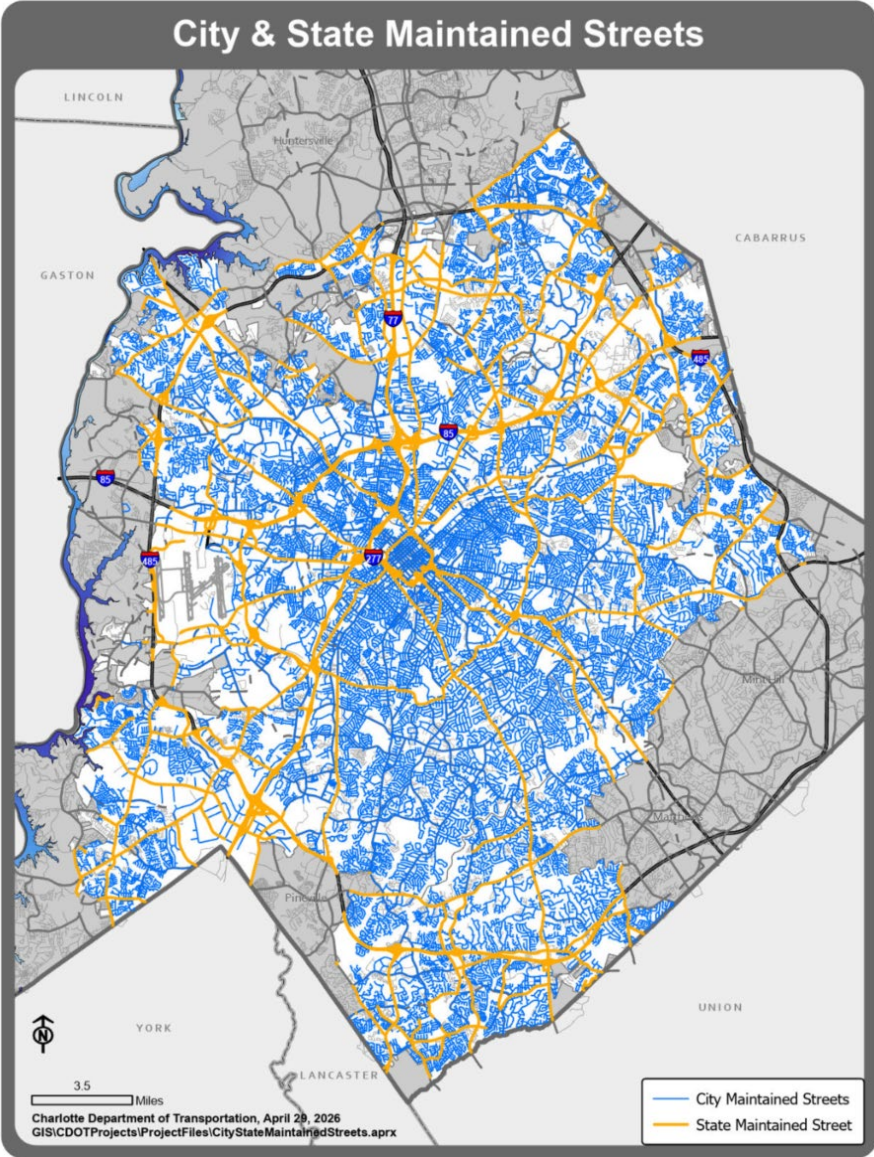 City & State Maintained Streets
LINCOLN
Huntersville
CABARRUS
GASTON
77
485
85
85
277
485
Mint Hill
Matthews
Pineville
UNION
N
YORK
LANCASTER
3.5
Miles
City Maintained Streets
State Maintained Street
Charlotte Department of Transportation, April 29, 2026
GIS\CDOTProjects\ProjectFiles\CityStateMaintainedStreets.aprx